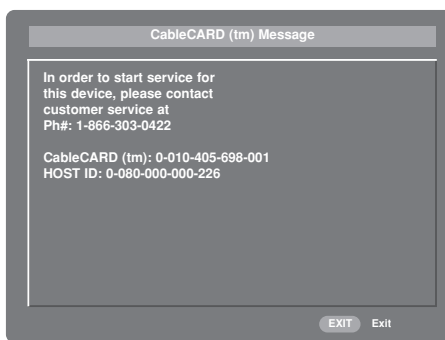 CableCARD (tm) Message
In order to start service for
this device, please contact
customer service at
Ph#: 1-866-303-0422
CableCARD (tm): 0-010-405-698-001
HOST ID: 0-080-000-000-226
EXIT Exit